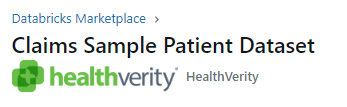 Databricks Marketplace >
Claims Sample Patient Dataset
healthverity® HealthVerity